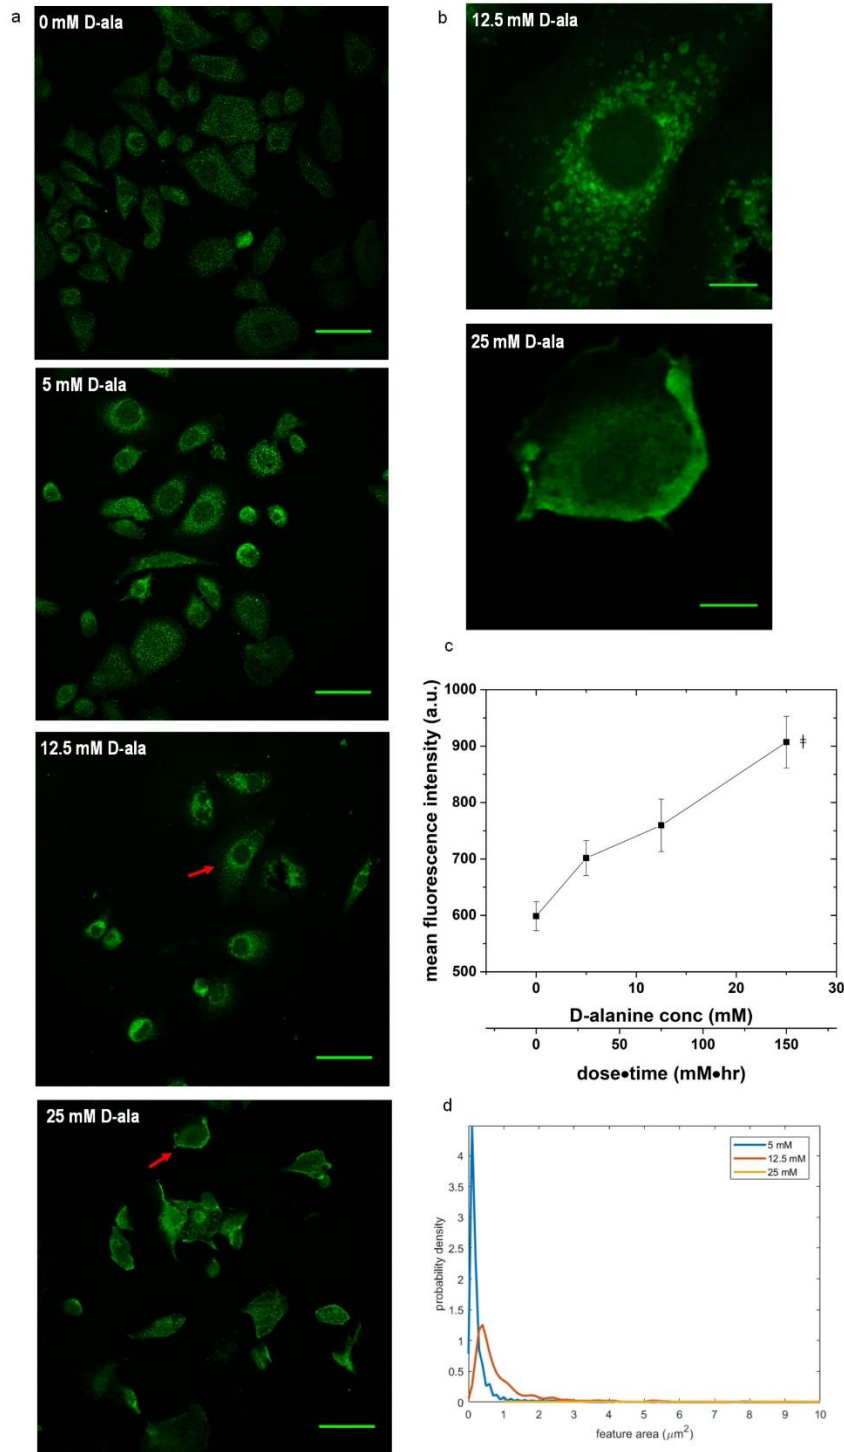 a
0 mM D-ala
5 mM D-ala
12.5 mM D-ala
25 mM D-ala
b
12.5 mM D-ala
25 mM D-ala
c
mean fluorescence intensity (a.u.)
1000
900
800
700
600
500
‡
0 10 20 30
D-alanine conc (mM)
0 50 100 150
dose•time (mM•hr)
d
probability density
4
3.5
3
2.5
2
1.5
1
0.5
0
5 mM
12.5 mM
25 mM
0 1 2 3 4 5 6 7 8 9 10
feature area (μm²)